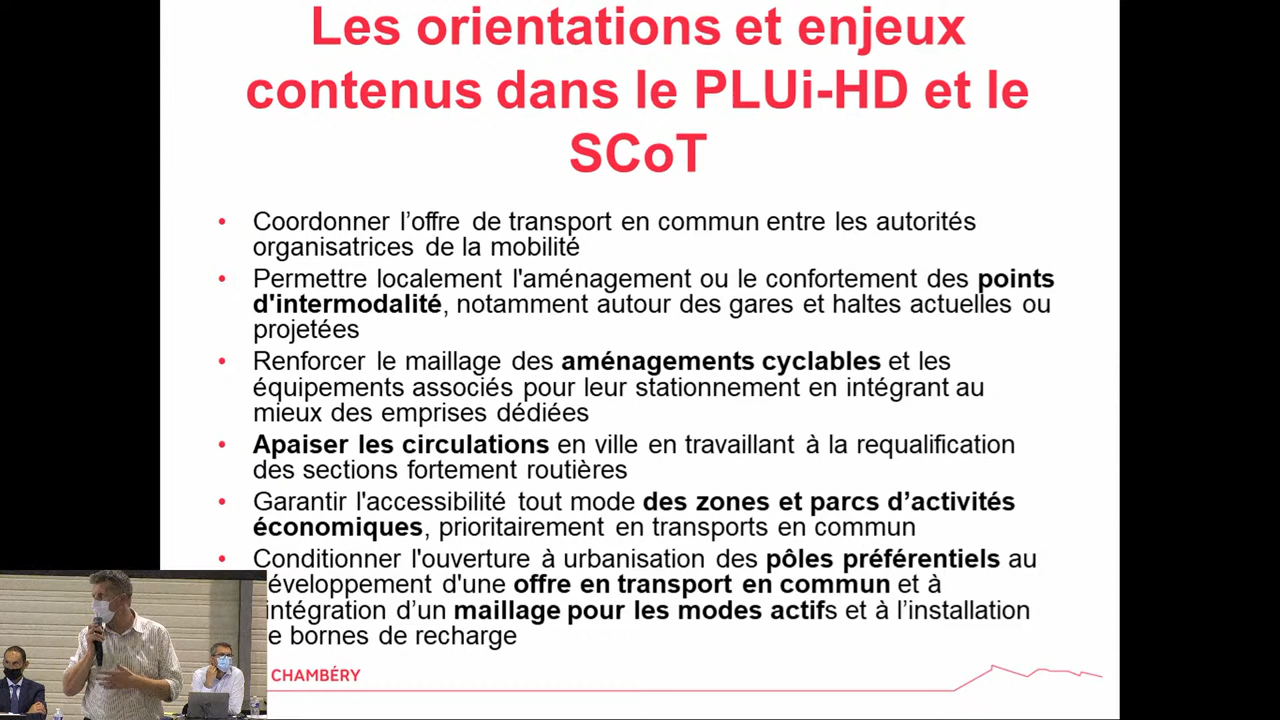 Les orientations et enjeux
contenus dans le PLUi-HD et le
SCoT
• Coordonner l’offre de transport en commun entre les autorités
organisatrices de la mobilité
• Permettre localement l'aménagement ou le confortement des points
d'intermodalité, notamment autour des gares et haltes actuelles ou
projetées
• Renforcer le maillage des aménagements cyclables et les
équipements associés pour leur stationnement en intégrant au
mieux des emprises dédiées
• Apaiser les circulations en ville en travaillant à la requalification
des sections fortement routières
• Garantir l'accessibilité tout mode des zones et parcs d’activités
économiques, prioritairement en transports en commun
• Conditionner l'ouverture à urbanisation des pôles préférentiels au
éveloppement d'une offre en transport en commun et à
intégration d’un maillage pour les modes actifs et à l’installation
e bornes de recharge
CHAMBÉRY